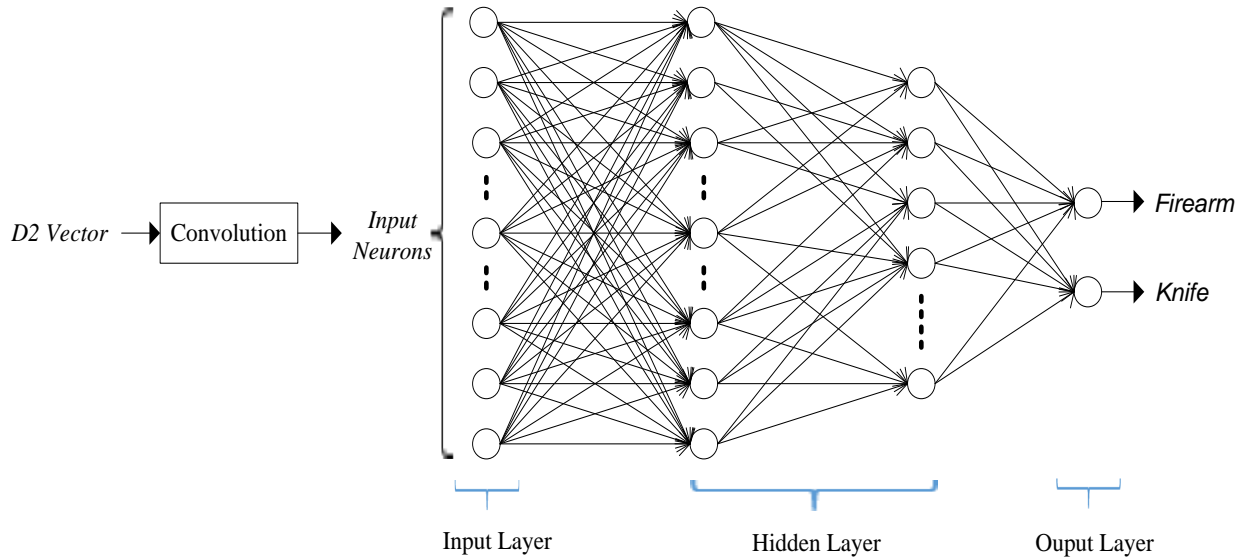 D2 Vector
Convolution
Input
Neurons
Firearm
Knife
Input Layer
Hidden Layer
Ouput Layer